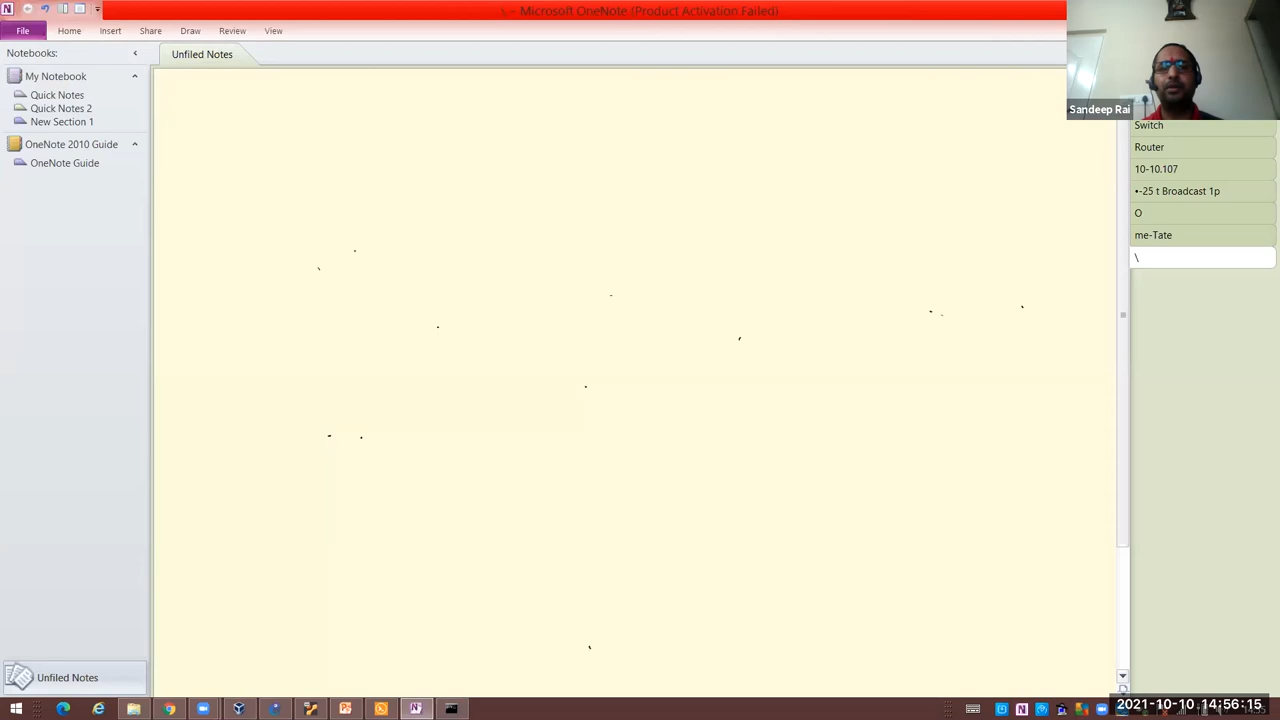 \ - Microsoft OneNote (Product Activation Failed)
File Home Insert Share Draw Review View
Notebooks:
Unfiled Notes
My Notebook
Quick Notes
Quick Notes 2
New Section 1
OneNote 2010 Guide
OneNote Guide
Sandeep Rai
Switch
Router
10-10.107
•-25 t Broadcast 1p
O
me-Tate
\
Unfiled Notes
2021-10-10 14:56:15